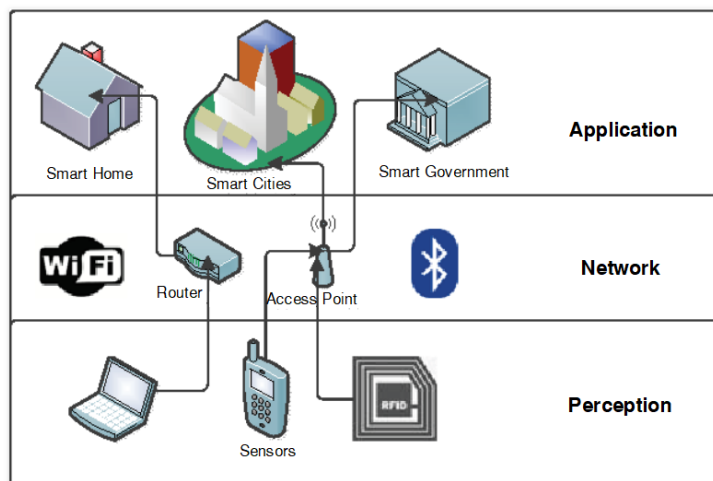 Smart Home
Smart Cities
Smart Government
Application
WiFi
Router
Access Point
Network
RFID
Sensors
Perception